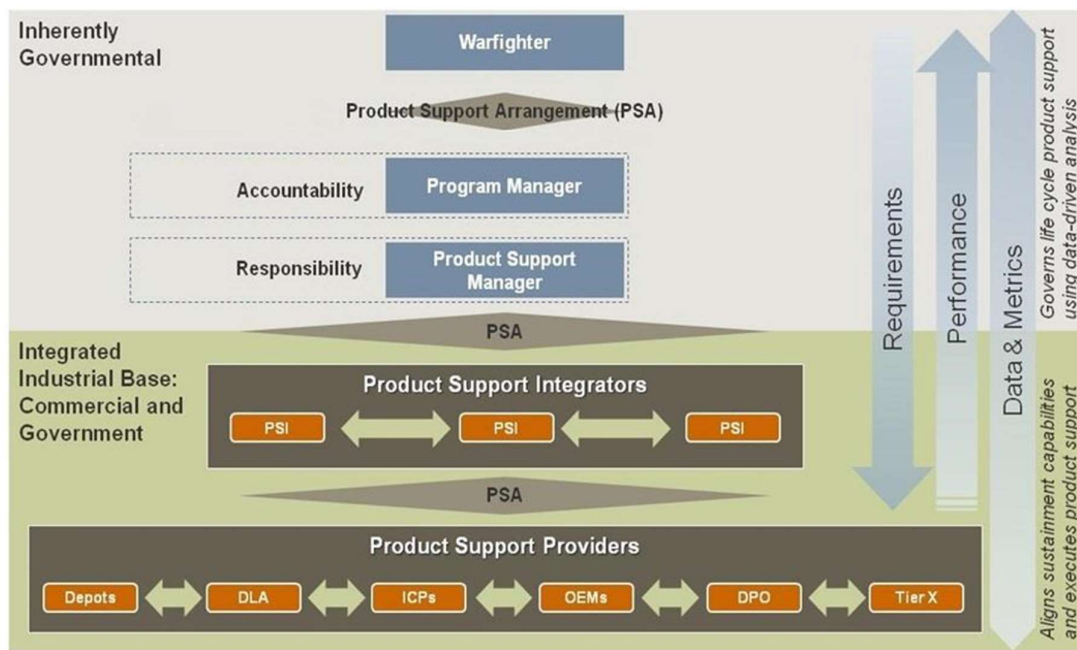 Inherently
Governmental
Warfighter
Product Support Arrangement (PSA)
Accountability
Program Manager
Responsibility
Product Support
Manager
PSA
Integrated
Industrial Base:
Commercial and
Government
Product Support Integrators
PSI
PSI
PSI
PSA
Product Support Providers
Depots
DLA
ICPs
OEMs
DPO
Tier X
Requirements
Performance
Data & Metrics
Governs life cycle product support
using data-driven analysis
Aligns sustainment capabilities
and executes product support